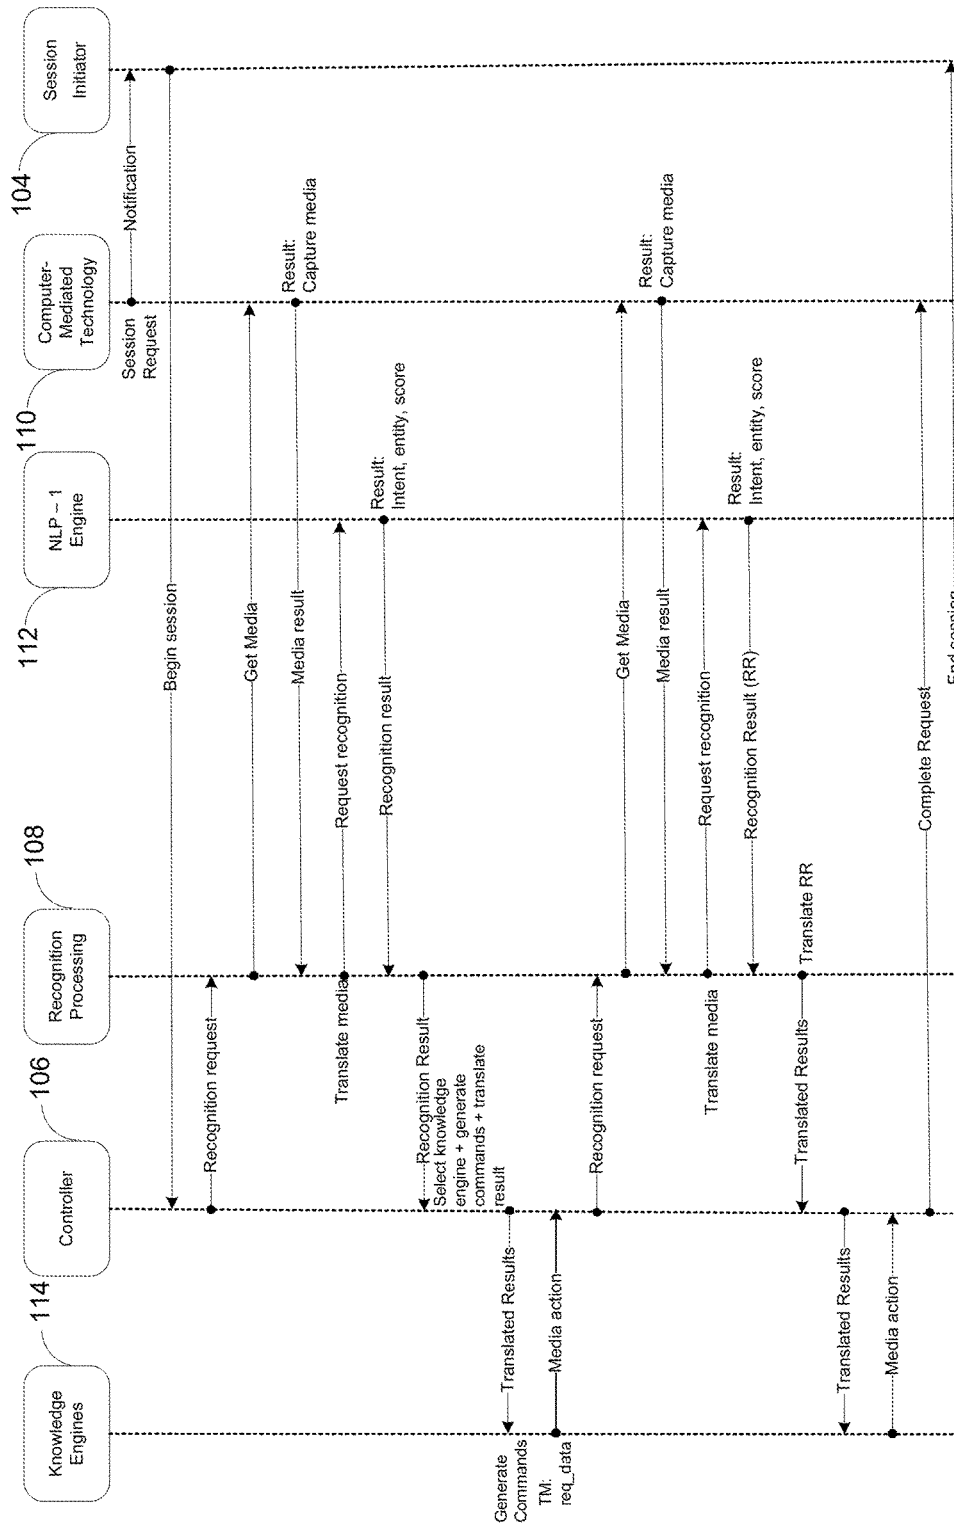 Knowledge
Engines
114
Controller
106
Recognition
Processing
108
112
NLP – 1
Engine
110
Computer-
Mediated
Technology
104
Session
Initiator
Session
Request
Notification
Begin session
Recognition request
Get Media
Result:
Capture media
Media result
Translate media
Request recognition
Result:
Intent, entity, score
Recognition result
Recognition Result
Select knowledge
engine + generate
commands + translate
result
Translated Results
Generate
Commands
TM:
req_data
Media action
Recognition request
Get Media
Result:
Capture media
Media result
Translate media
Request recognition
Result:
Intent, entity, score
Recognition Result (RR)
Translate RR
Translated Results
Translated Results
Media action
Complete Request